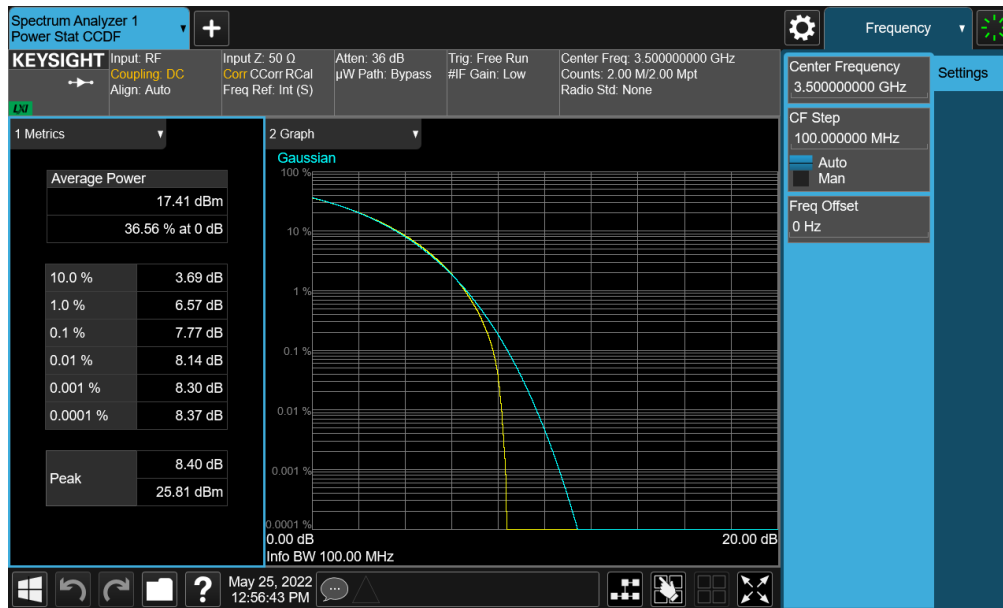 Spectrum Analyzer 1
Power Stat CCDF
+
Frequency
KEYSIGHT
LXI
Input: RF
Coupling: DC
Align: Auto
Input Z: 50 Ω
Corr CCorr RCal
Freq Ref: Int (S)
Atten: 36 dB
µW Path: Bypass
Trig: Free Run
#IF Gain: Low
Center Freq: 3.500000000 GHz
Counts: 2.00 M/2.00 Mpt
Radio Std: None
Center Frequency
3.500000000 GHz
Settings
CF Step
100.000000 MHz
Auto
Man
Freq Offset
0 Hz
1 Metrics
Average Power
17.41 dBm
36.56 % at 0 dB
10.0 % 3.69 dB
1.0 % 6.57 dB
0.1 % 7.77 dB
0.01 % 8.14 dB
0.001 % 8.30 dB
0.0001 % 8.37 dB
Peak
8.40 dB
25.81 dBm
2 Graph
Gaussian
100 %
10 %
1 %
0.1 %
0.01 %
0.001 %
0.0001 %
0.00 dB 20.00 dB
Info BW 100.00 MHz
?
May 25, 2022
12:56:43 PM